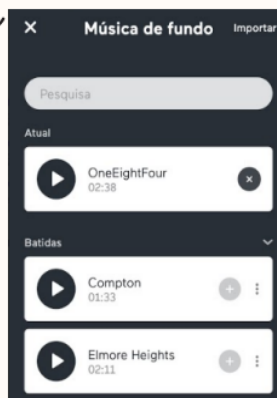 Música de fundo Importar
Pesquisa
Atual
OneEightFour
02:38
Batidas
Compton
01:33
Elmore Heights
02:11